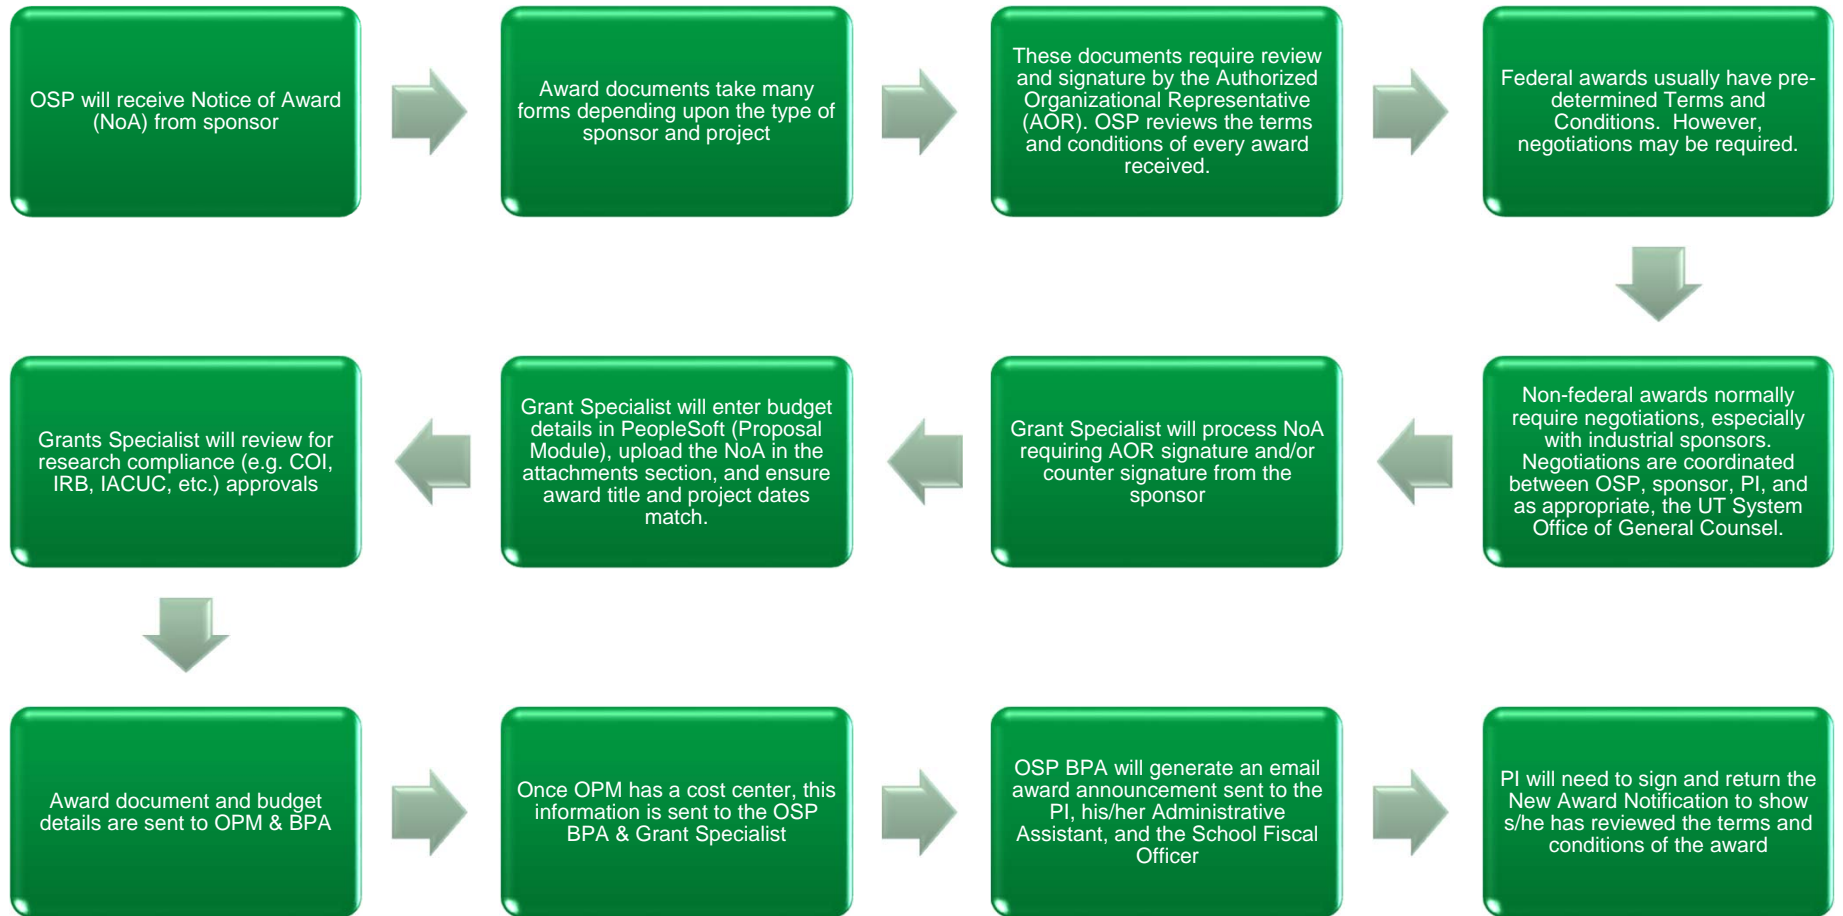 OSP will receive Notice of Award
(NoA) from sponsor
Award documents take many
forms depending upon the type of
sponsor and project
These documents require review
and signature by the Authorized
Organizational Representative
(AOR). OSP reviews the terms
and conditions of every award
received.
Federal awards usually have pre-
determined Terms and
Conditions.  However,
negotiations may be required.
Non-federal awards normally
require negotiations, especially
with industrial sponsors.
Negotiations are coordinated
between OSP, sponsor, PI, and
as appropriate, the UT System
Office of General Counsel.
Grant Specialist will process NoA
requiring AOR signature and/or
counter signature from the
sponsor
Grant Specialist will enter budget
details in PeopleSoft (Proposal
Module), upload the NoA in the
attachments section, and ensure
award title and project dates
match.
Grants Specialist will review for
research compliance (e.g. COI,
IRB, IACUC, etc.) approvals
Award document and budget
details are sent to OPM & BPA
Once OPM has a cost center, this
information is sent to the OSP
BPA & Grant Specialist
OSP BPA will generate an email
award announcement sent to the
PI, his/her Administrative
Assistant, and the School Fiscal
Officer
PI will need to sign and return the
New Award Notification to show
s/he has reviewed the terms and
conditions of the award